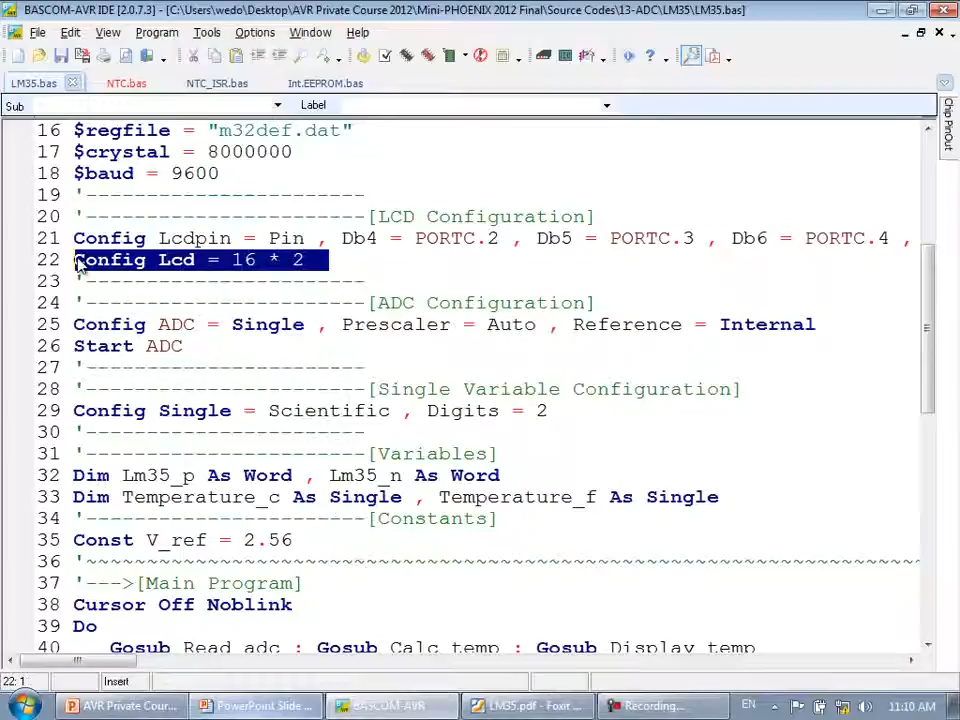 BASCOM-AVR IDE [2.0.7.3] - [C:\Users\wedo\Desktop\AVR Private Course 2012\Mini-PHOENIX 2012 Final\Source Codes\13-ADC\LM35\LM35.bas]
File Edit View Program Tools Options Window Help
LM35.bas NTC.bas NTC_ISR.bas Int.EEPROM.bas
Sub Label
Chip PinOut
16 $regfile = "m32def.dat"
17 $crystal = 8000000
18 $baud = 9600
19 '-----------------------
20 '-----------------------[LCD Configuration]
21 Config Lcdpin = Pin , Db4 = PORTC.2 , Db5 = PORTC.3 , Db6 = PORTC.4 ,
22 Config Lcd = 16 * 2
23 '-----------------------
24 '-----------------------[ADC Configuration]
25 Config ADC = Single , Prescaler = Auto , Reference = Internal
26 Start ADC
27 '-----------------------
28 '-----------------------[Single Variable Configuration]
29 Config Single = Scientific , Digits = 2
30 '-----------------------
31 '-----------------------[Variables]
32 Dim Lm35_p As Word , Lm35_n As Word
33 Dim Temperature_c As Single , Temperature_f As Single
34 '-----------------------[Constants]
35 Const V_ref = 2.56
36 '~~~~~~~~~~~~~~~~~~~~~~~~~~~~~~~~~~~~~~~~~~~~~~~~~~~~~~~~~~~~~~~~~~~~~
37 '--->[Main Program]
38 Cursor Off Noblink
39 Do
40 Gosub Read_adc : Gosub Calc_temp : Gosub Display_temp
22: 1 Insert
AVR Private Cour... PowerPoint Slide ... BASCOM-AVR LM35.pdf - Foxit ... Recording... EN 11:10 AM